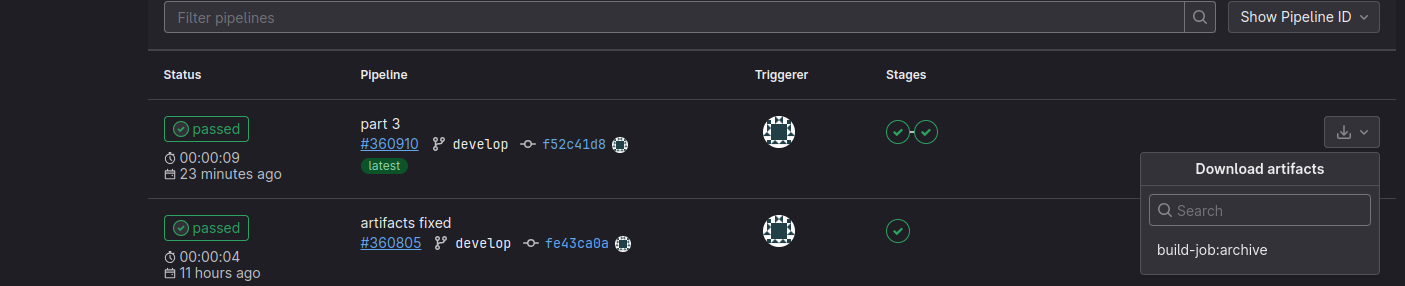 Filter pipelines
Show Pipeline ID
Status Pipeline Triggerer Stages
passed
00:00:09
23 minutes ago
part 3
#360910 develop f52c41d8
latest
Download artifacts
Search
build-job:archive
passed
00:00:04
11 hours ago
artifacts fixed
#360805 develop fe43ca0a